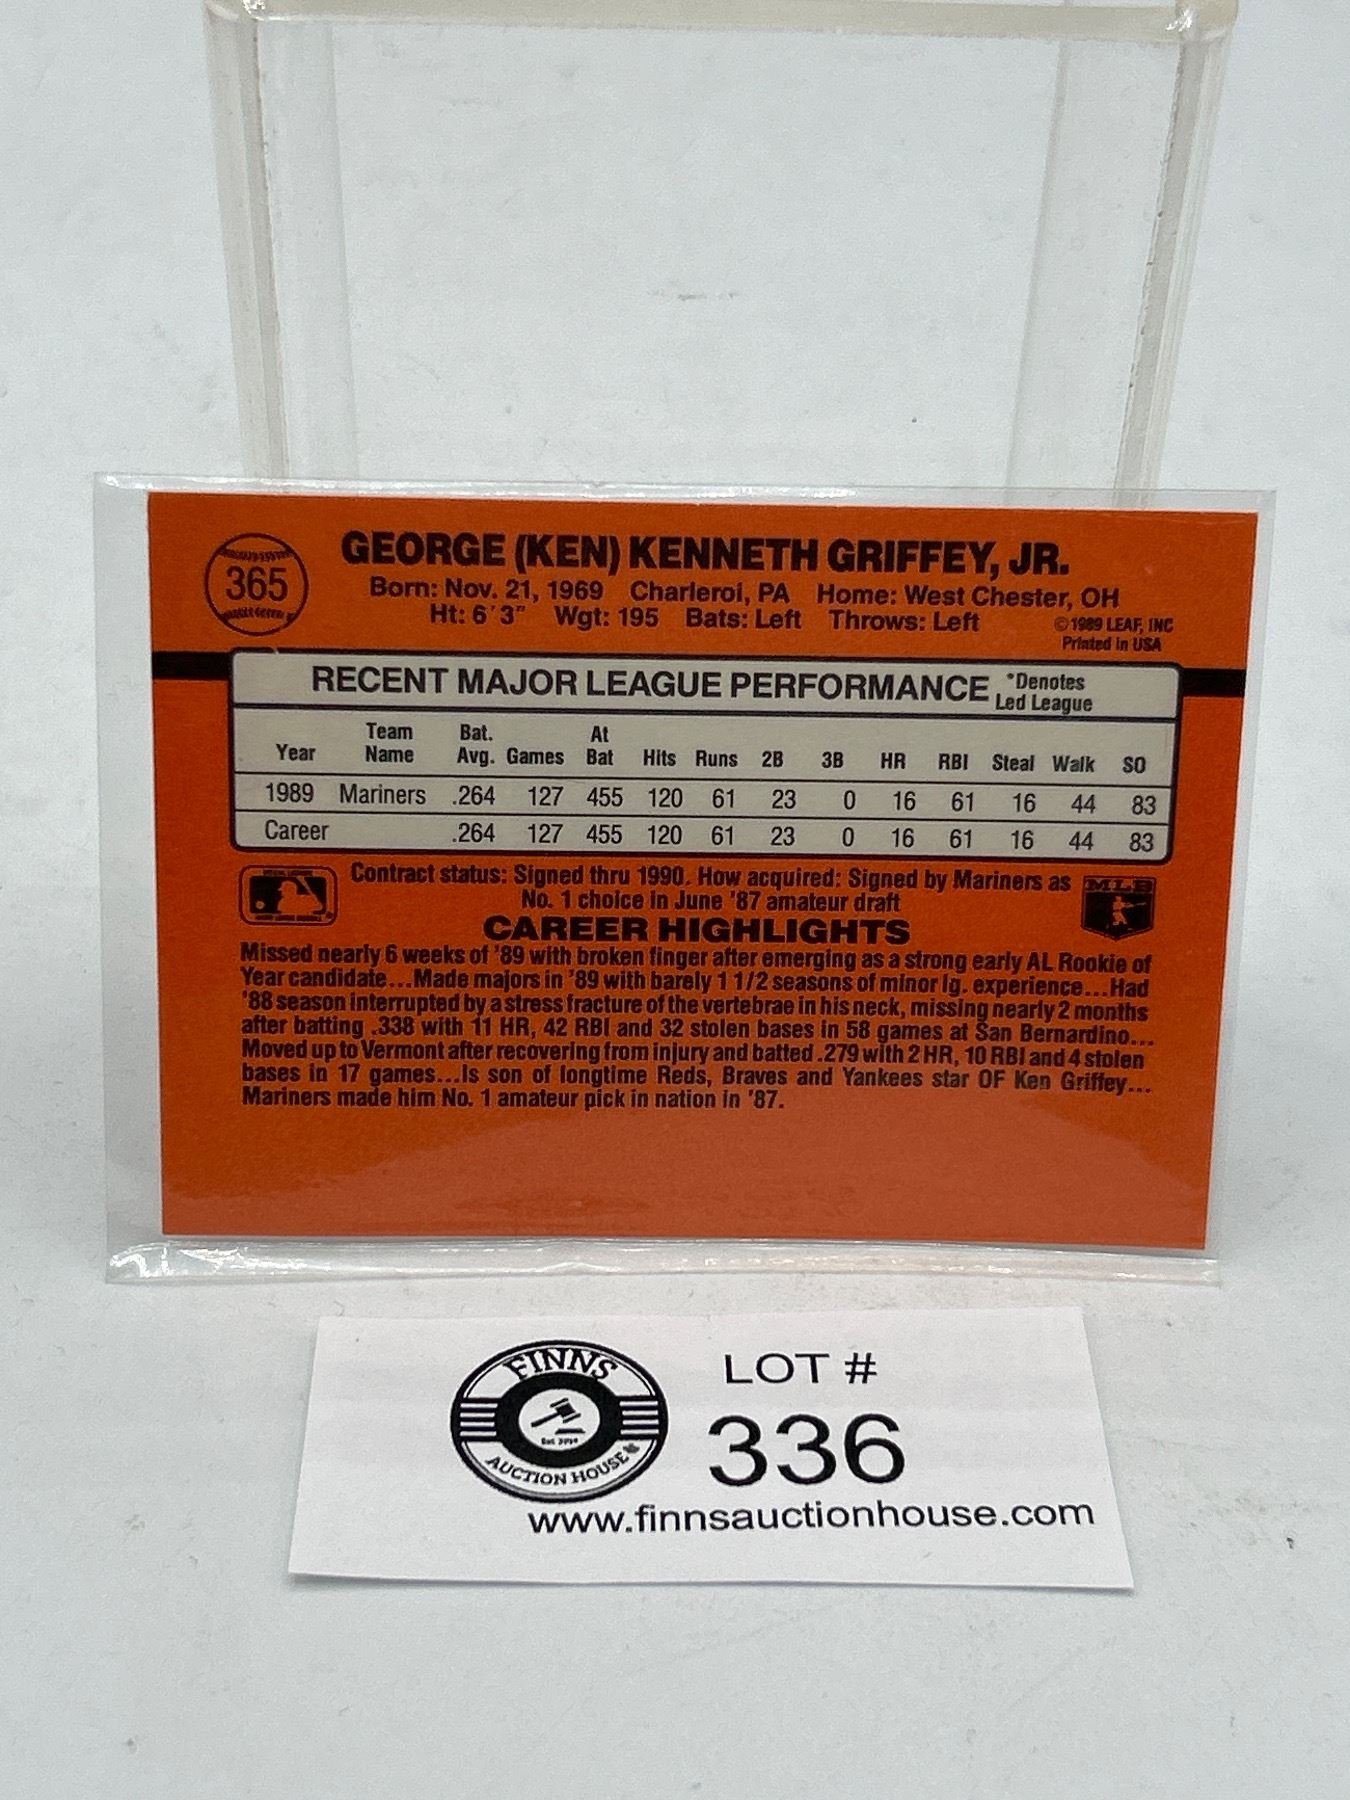 365
GEORGE (KEN) KENNETH GRIFFEY, JR.
Born: Nov. 21, 1969 Charleroi, PA Home: West Chester, OH
Ht: 6'3" Wgt: 195 Bats: Left Throws: Left
©1989 LEAF, INC
Printed in USA
RECENT MAJOR LEAGUE PERFORMANCE *Denotes
Led League
Year Team Name Bat. Avg. Games At Bat Hits Runs 2B 3B HR RBI Steal Walk SO
1989 Mariners .264 127 455 120 61 23 0 16 61 16 44 83
Career .264 127 455 120 61 23 0 16 61 16 44 83
Contract status: Signed thru 1990. How acquired: Signed by Mariners as
No. 1 choice in June '87 amateur draft
MLB
CAREER HIGHLIGHTS
Missed nearly 6 weeks of '89 with broken finger after emerging as a strong early AL Rookie of
Year candidate...Made majors in '89 with barely 1 1/2 seasons of minor lg. experience...Had
'88 season interrupted by a stress fracture of the vertebrae in his neck, missing nearly 2 months
after batting .338 with 11 HR, 42 RBI and 32 stolen bases in 58 games at San Bernardino...
Moved up to Vermont after recovering from injury and batted .279 with 2 HR, 10 RBI and 4 stolen
bases in 17 games...Is son of longtime Reds, Braves and Yankees star OF Ken Griffey...
Mariners made him No. 1 amateur pick in nation in '87.
FINNS
AUCTION HOUSE
LOT #
336
www.finnsauctionhouse.com